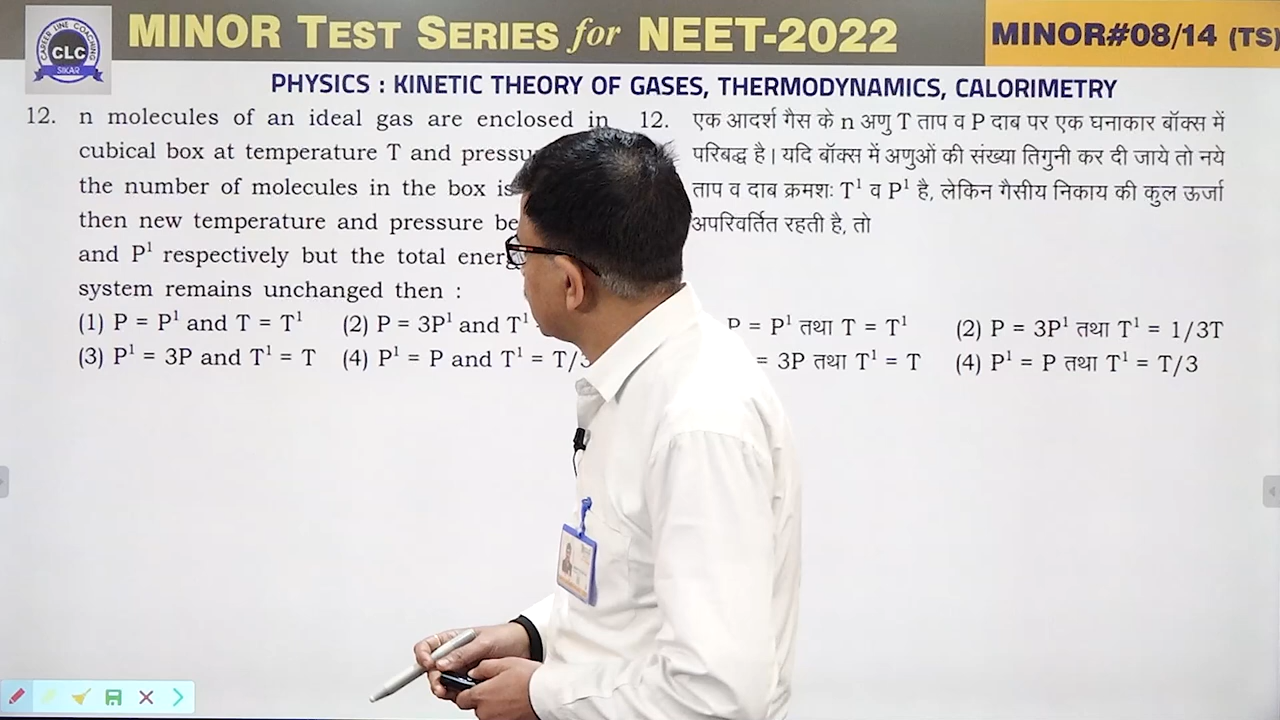 CAREER LINE COACHING
CLC
SIKAR
MINOR TEST SERIES for NEET-2022
MINOR#08/14 (TS)
PHYSICS : KINETIC THEORY OF GASES, THERMODYNAMICS, CALORIMETRY
12. n molecules of an ideal gas are enclosed in
cubical box at temperature T and
the number of molecules in the box is
then new temperature and pressure be
and P¹ respectively but the total
system remains unchanged then :
(1) P = P¹ and T = T¹ (2) P = 3P¹ and T¹
(3) P¹ = 3P and T¹ = T (4) P¹ = P and T¹ = T/3
12. एक आदर्श गैस के n अणु T ताप व P दाब पर एक घनाकार बॉक्स में
परिबद्ध है। यदि बॉक्स में अणुओं की संख्या तिगुनी कर दी जाये तो नये
ताप व दाब क्रमशः T¹ व P¹ है, लेकिन गैसीय निकाय की कुल ऊर्जा
अपरिवर्तित रहती है, तो
P = P¹ तथा T = T¹ (2) P = 3P¹ तथा T¹ = 1/3T
= 3P तथा T¹ = T (4) P¹ = P तथा T¹ = T/3